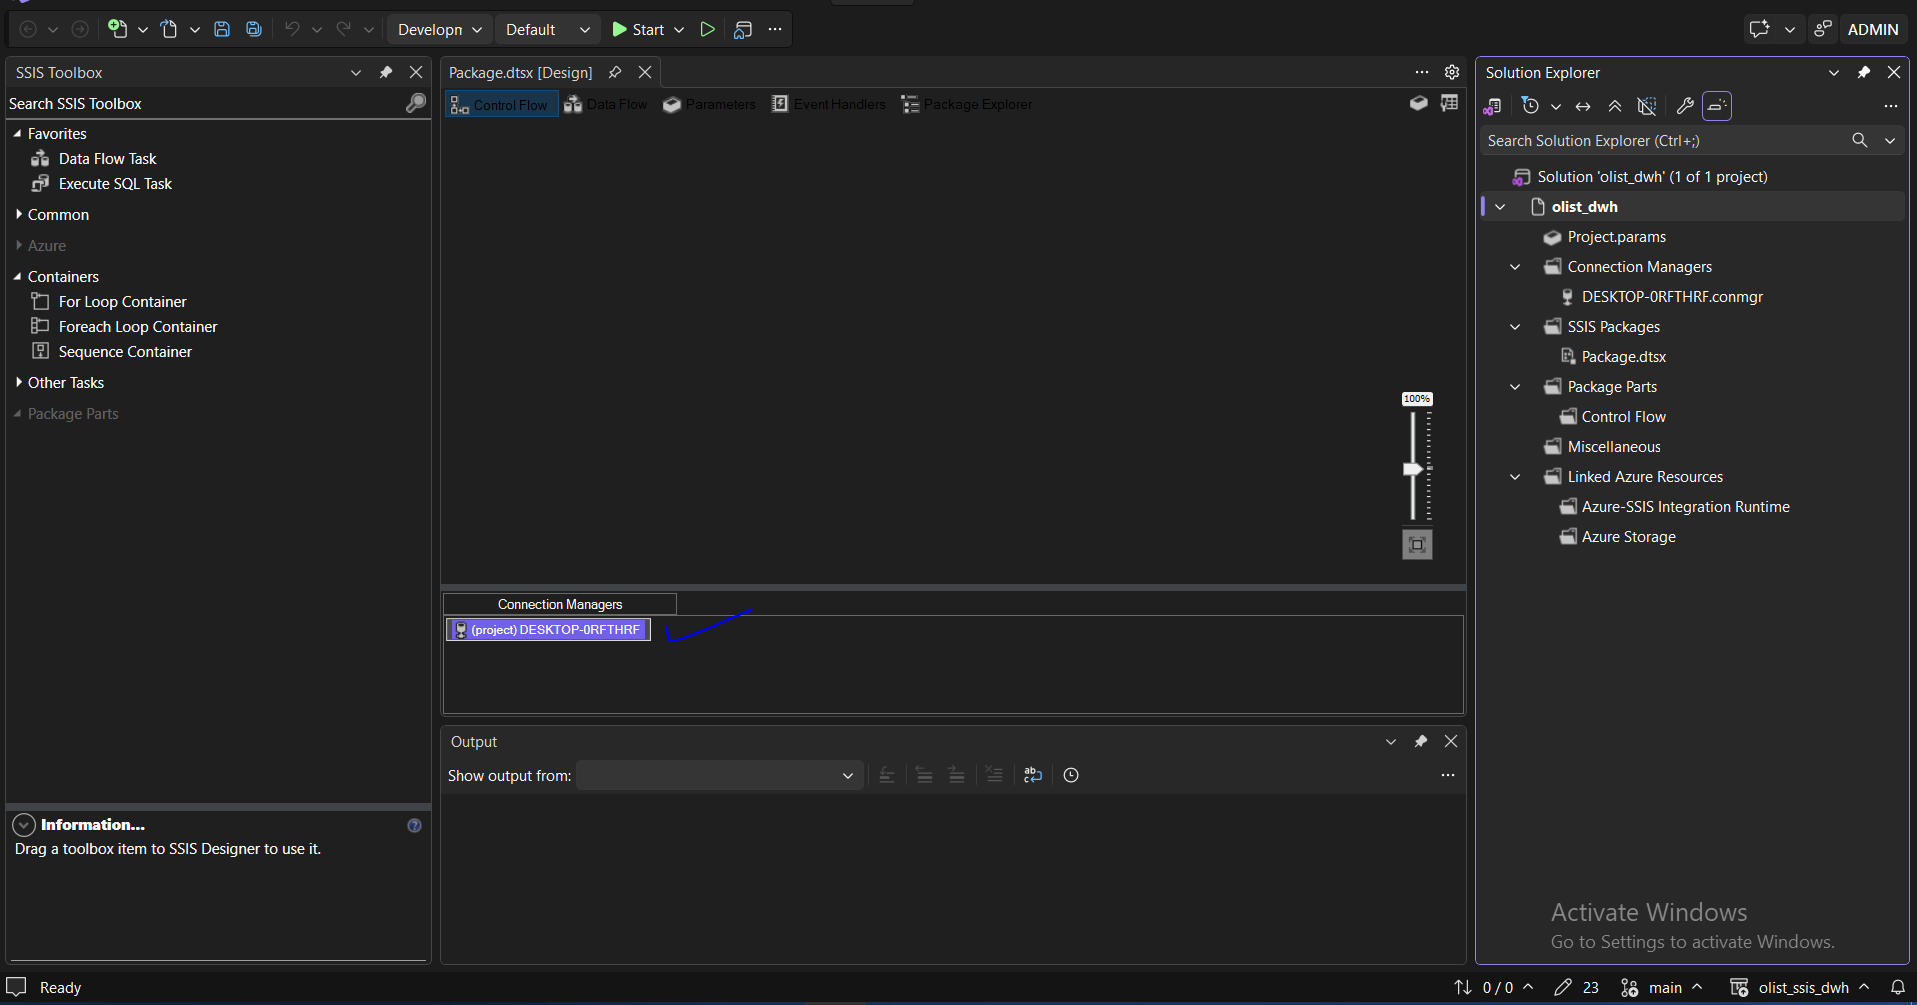 Developn
Default
Start
ADMIN
SSIS Toolbox
Search SSIS Toolbox
Favorites
Data Flow Task
Execute SQL Task
Common
Azure
Containers
For Loop Container
Foreach Loop Container
Sequence Container
Other Tasks
Package Parts
Information...
Drag a toolbox item to SSIS Designer to use it.
Package.dtsx [Design]
Control Flow
Data Flow
Parameters
Event Handlers
Package Explorer
100%
Connection Managers
(project) DESKTOP-0RFTHRF
Output
Show output from:
ab
c
Solution Explorer
Search Solution Explorer (Ctrl+;)
Solution 'olist_dwh' (1 of 1 project)
olist_dwh
Project.params
Connection Managers
DESKTOP-0RFTHRF.conmgr
SSIS Packages
Package.dtsx
Package Parts
Control Flow
Miscellaneous
Linked Azure Resources
Azure-SSIS Integration Runtime
Azure Storage
Activate Windows
Go to Settings to activate Windows.
Ready
0 / 0
23
main
olist_ssis_dwh